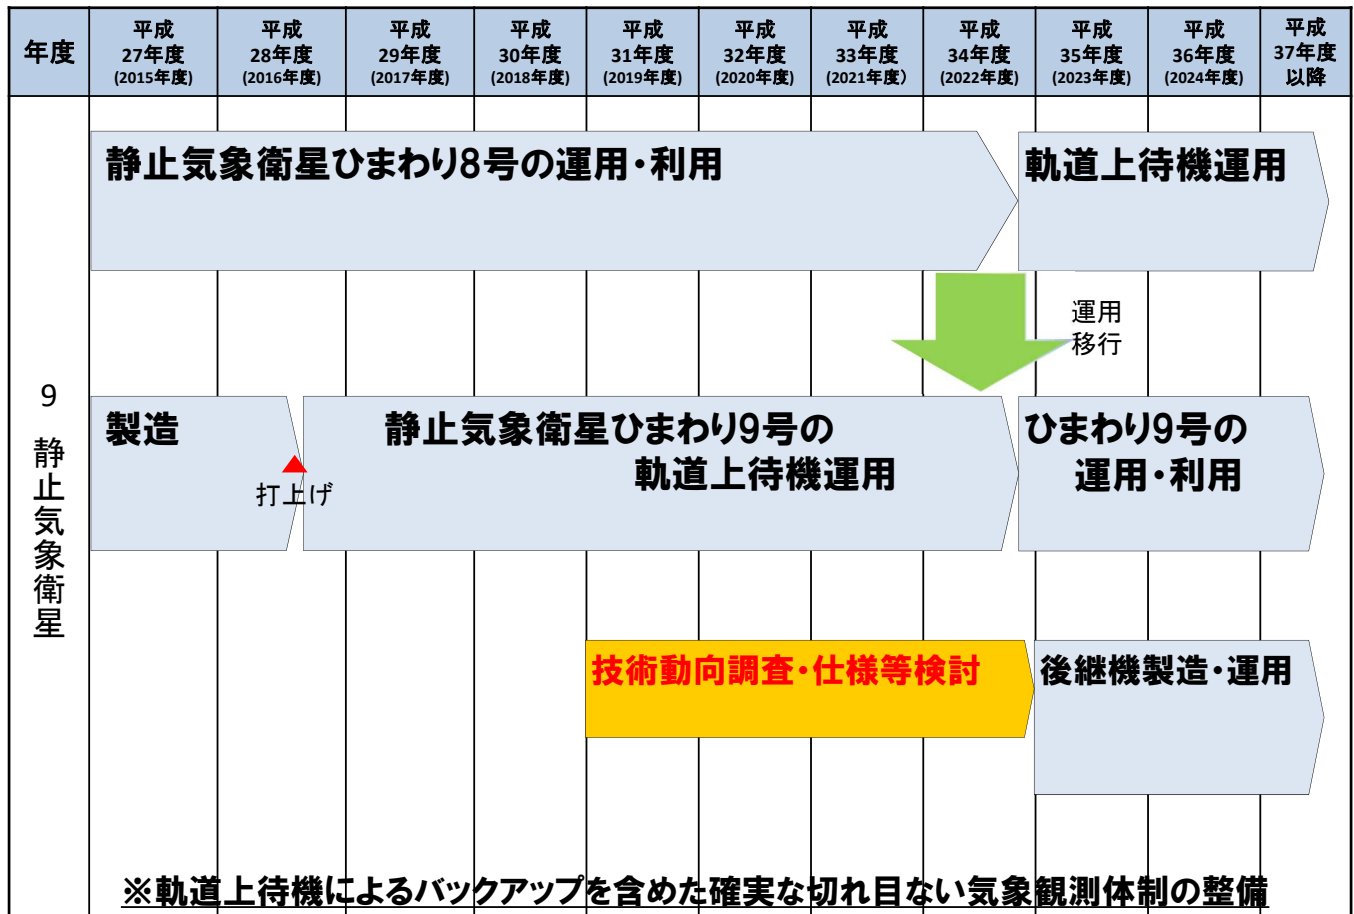 年度
平成
27年度
(2015年度)
平成
28年度
(2016年度)
平成
29年度
(2017年度)
平成
30年度
(2018年度)
平成
31年度
(2019年度)
平成
32年度
(2020年度)
平成
33年度
(2021年度）
平成
34年度
(2022年度)
平成
35年度
(2023年度)
平成
36年度
(2024年度)
平成
37年度
以降
9 静止気象衛星
静止気象衛星ひまわり8号の運用・利用
軌道上待機運用
運用
移行
製造
打上げ
静止気象衛星ひまわり9号の
軌道上待機運用
ひまわり9号の
運用・利用
技術動向調査・仕様等検討
後継機製造・運用
※軌道上待機によるバックアップを含めた確実な切れ目ない気象観測体制の整備